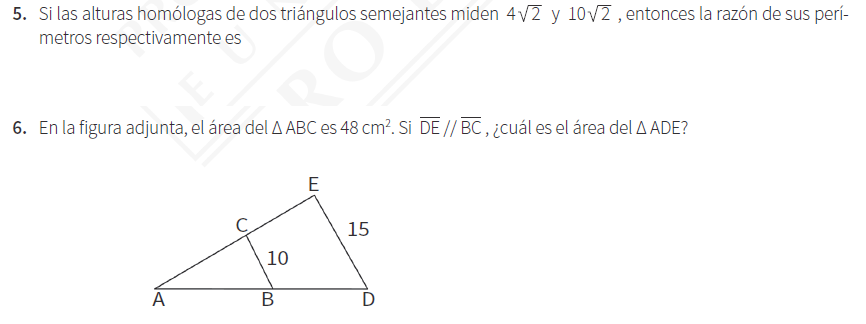 5. Si las alturas homólogas de dos triángulos semejantes miden 4√2 y 10√2 , entonces la razón de sus perí-
metros respectivamente es
6. En la figura adjunta, el área del Δ ABC es 48 cm². Si D̅E̅ // B̅C̅ , ¿cuál es el área del Δ ADE?
E
C
15
10
A
B
D